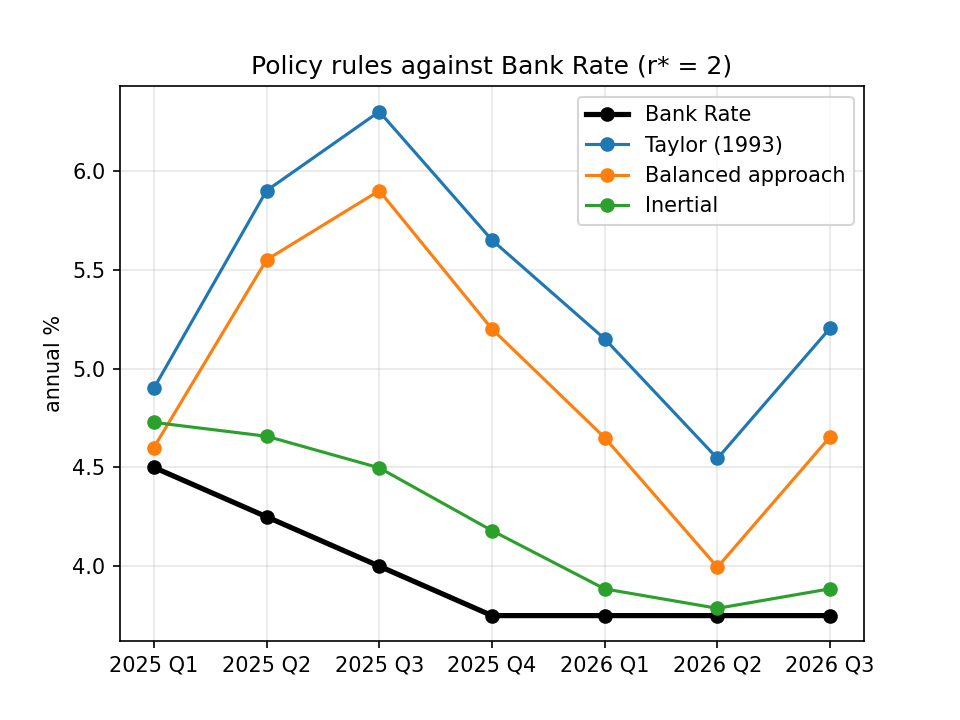 Policy rules against Bank Rate (r* = 2)
Bank Rate
Taylor (1993)
Balanced approach
Inertial
annual %
6.0
5.5
5.0
4.5
4.0
2025 Q1 2025 Q2 2025 Q3 2025 Q4 2026 Q1 2026 Q2 2026 Q3